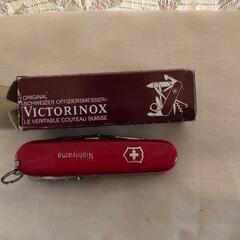 ORIGINAL
SCHWEIZER OFFIZIERSMESSER
VICTORINOX
LE VERITABLE COUTEAU SUISSE
Nishiyama